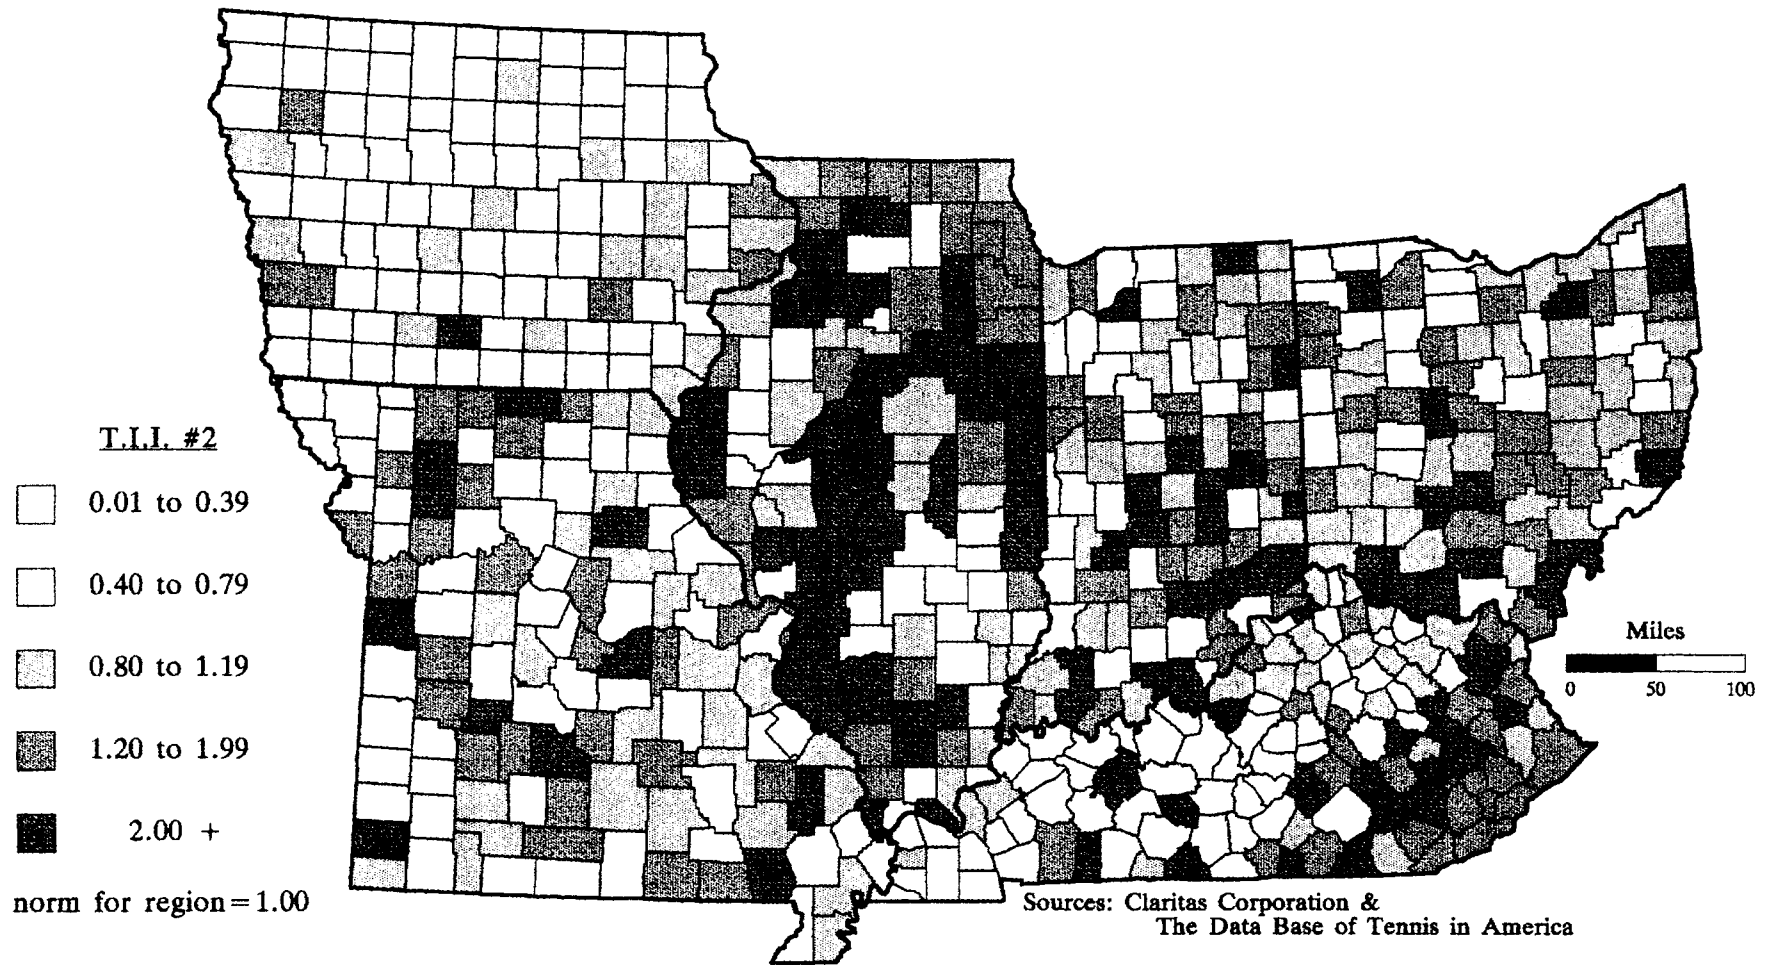 T.I.I. #2
0.01 to 0.39
0.40 to 0.79
0.80 to 1.19
1.20 to 1.99
2.00 +
norm for region=1.00
Miles
0 50 100
Sources: Claritas Corporation &
The Data Base of Tennis in America